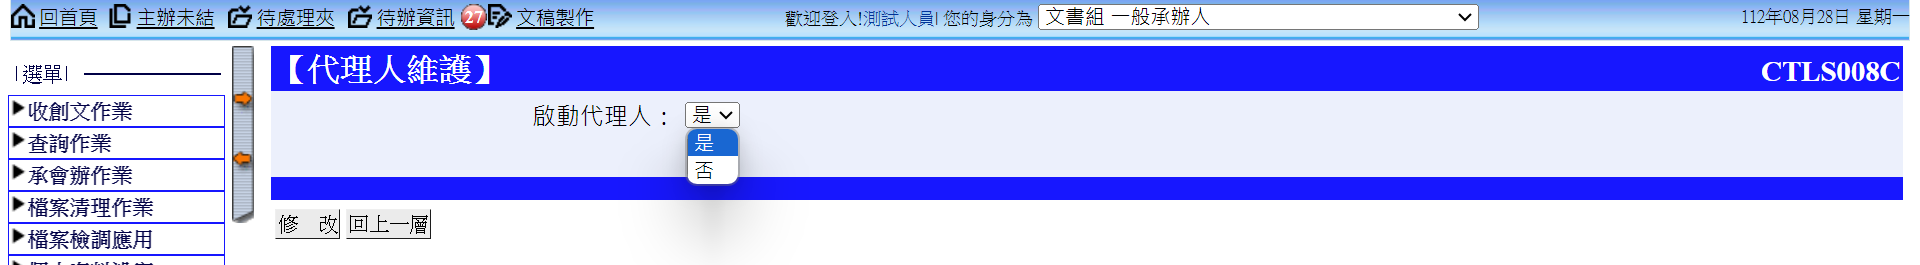 回首頁 主辦未結 待處理夾 待辦資訊 27 文稿製作 歡迎登入!測試人員| 您的身分為 文書組 一般承辦人 112年08月28日 星期一
|選單|
【代理人維護】 CTLS008C
收創文作業
啟動代理人： 是
查詢作業
是
承會辦作業
否
檔案清理作業
修 改 回上一層
檔案檢調應用